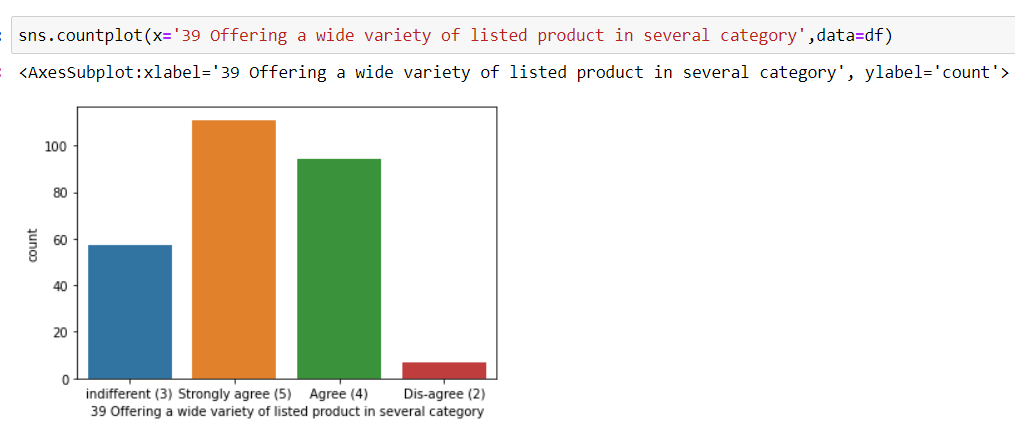 sns.countplot(x='39 Offering a wide variety of listed product in several category',data=df)
<AxesSubplot:xlabel='39 Offering a wide variety of listed product in several category', ylabel='count'>
100
80
60
40
20
0
count
indifferent (3) Strongly agree (5) Agree (4) Dis-agree (2)
39 Offering a wide variety of listed product in several category